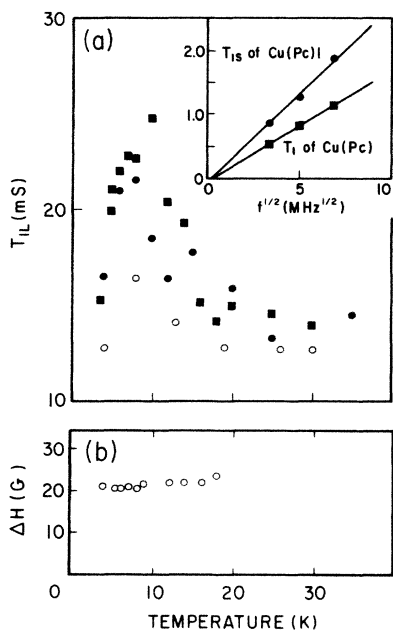 30
(a)
2.0
T1S of Cu(Pc)I
1.0
T1 of Cu(Pc)
0
0
5
10
f1/2(MHz1/2)
20
T1L (mS)
10
30
(b)
20
ΔH (G)
10
0
10
20
30
TEMPERATURE (K)